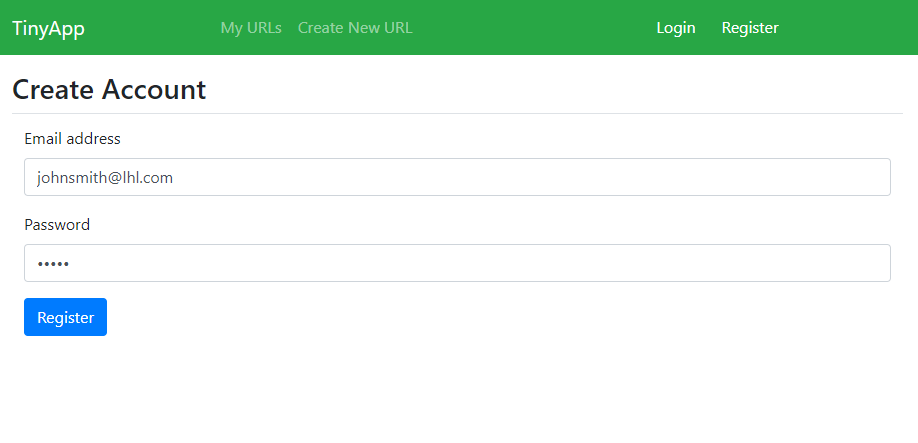 TinyApp My URLs Create New URL Login Register
Create Account
Email address
johnsmith@lhl.com
Password
•••••
Register